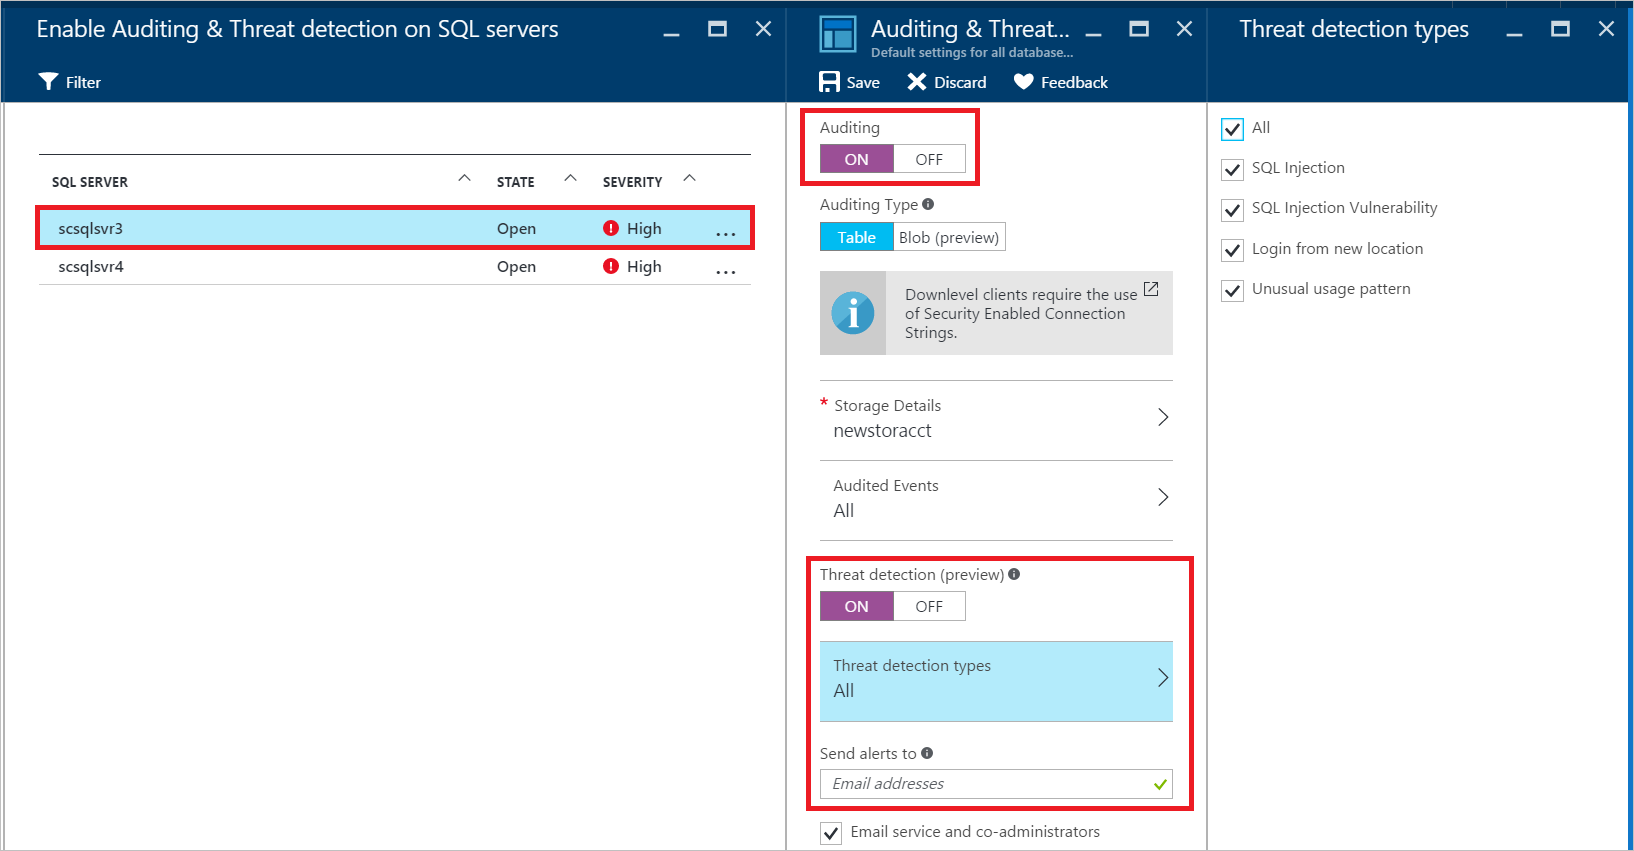 Enable Auditing & Threat detection on SQL servers
Filter
SQL SERVER
STATE
SEVERITY
scsqlsvr3
Open
High
...
scsqlsvr4
Open
High
...
Auditing & Threat...
Default settings for all database...
Save
Discard
Feedback
Auditing
ON
OFF
Auditing Type
Table
Blob (preview)
Downlevel clients require the use
of Security Enabled Connection
Strings.
* Storage Details
newstoracct
Audited Events
All
Threat detection (preview)
ON
OFF
Threat detection types
All
Send alerts to
Email addresses
Email service and co-administrators
Threat detection types
All
SQL Injection
SQL Injection Vulnerability
Login from new location
Unusual usage pattern